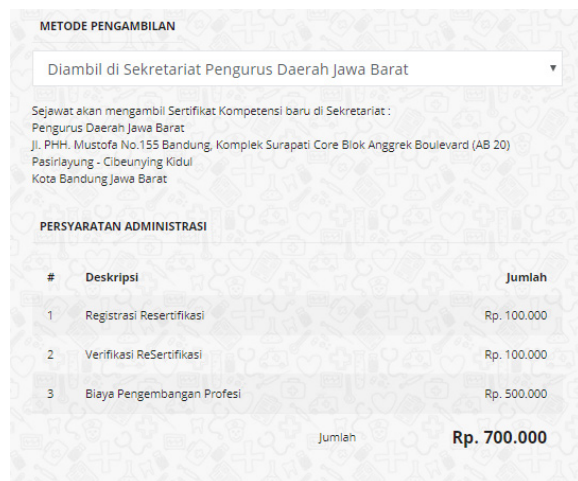 METODE PENGAMBILAN
Diambil di Sekretariat Pengurus Daerah Jawa Barat
Sejawat akan mengambil Sertifikat Kompetensi baru di Sekretariat :
Pengurus Daerah Jawa Barat
Jl. PHH. Mustofa No.155 Bandung, Komplek Surapati Core Blok Anggrek Boulevard (AB 20)
Pasirlayung - Cibeunying Kidul
Kota Bandung Jawa Barat
PERSYARATAN ADMINISTRASI
# Deskripsi Jumlah
1 Registrasi Resertifikasi Rp. 100.000
2 Verifikasi ReSertifikasi Rp. 100.000
3 Biaya Pengembangan Profesi Rp. 500.000
Jumlah Rp. 700.000